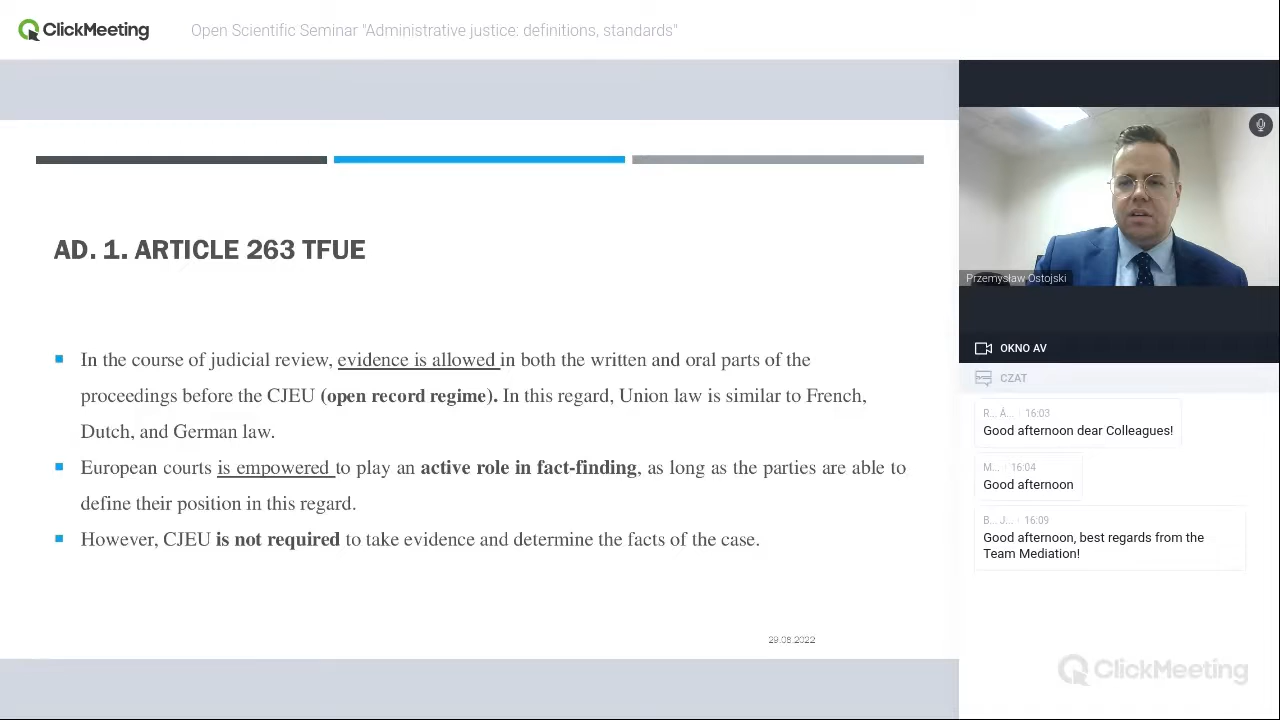 ClickMeeting
Open Scientific Seminar "Administrative justice: definitions, standards"
AD. 1. ARTICLE 263 TFUE
In the course of judicial review, evidence is allowed in both the written and oral parts of the
proceedings before the CJEU (open record regime). In this regard, Union law is similar to French,
Dutch, and German law.
European courts is empowered to play an active role in fact-finding, as long as the parties are able to
define their position in this regard.
However, CJEU is not required to take evidence and determine the facts of the case.
29.08.2022
Przemysław Ostojski
OKNO AV
CZAT
R... A... 16:03
Good afternoon dear Colleagues!
M... 16:04
Good afternoon
B... J... 16:09
Good afternoon, best regards from the
Team Mediation!
ClickMeeting